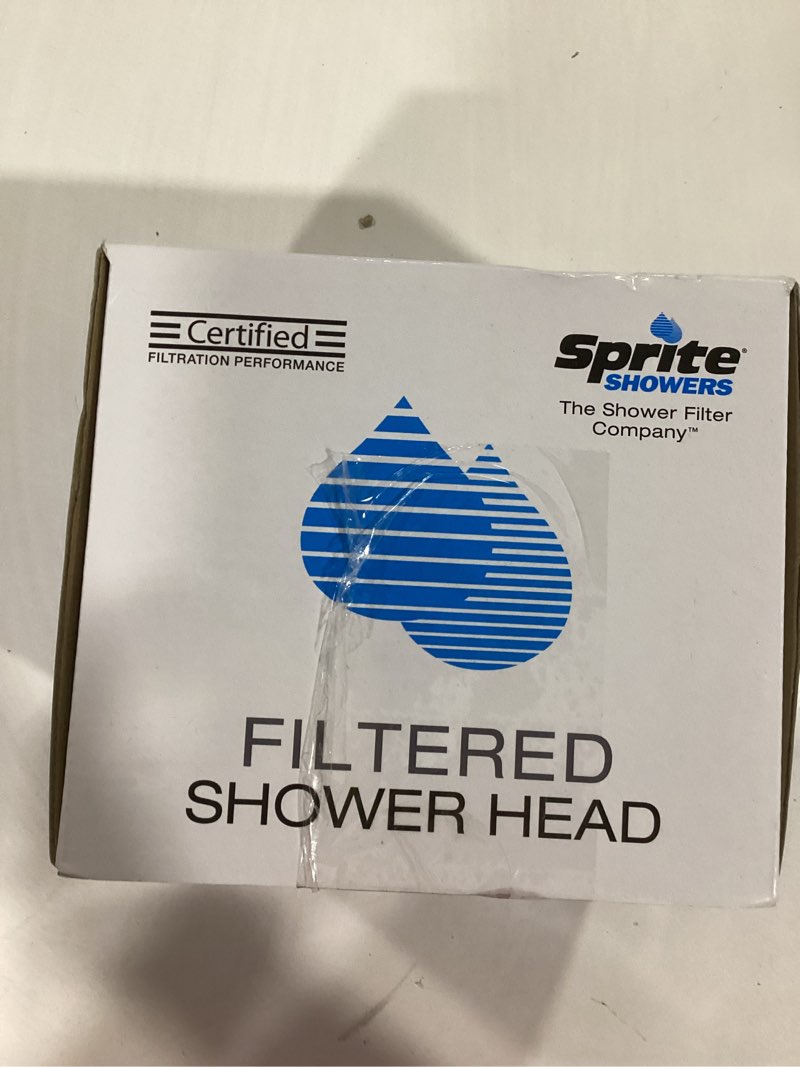 Certified
FILTRATION PERFORMANCE
Sprite®
SHOWERS
The Shower Filter
Company™
FILTERED
SHOWER HEAD